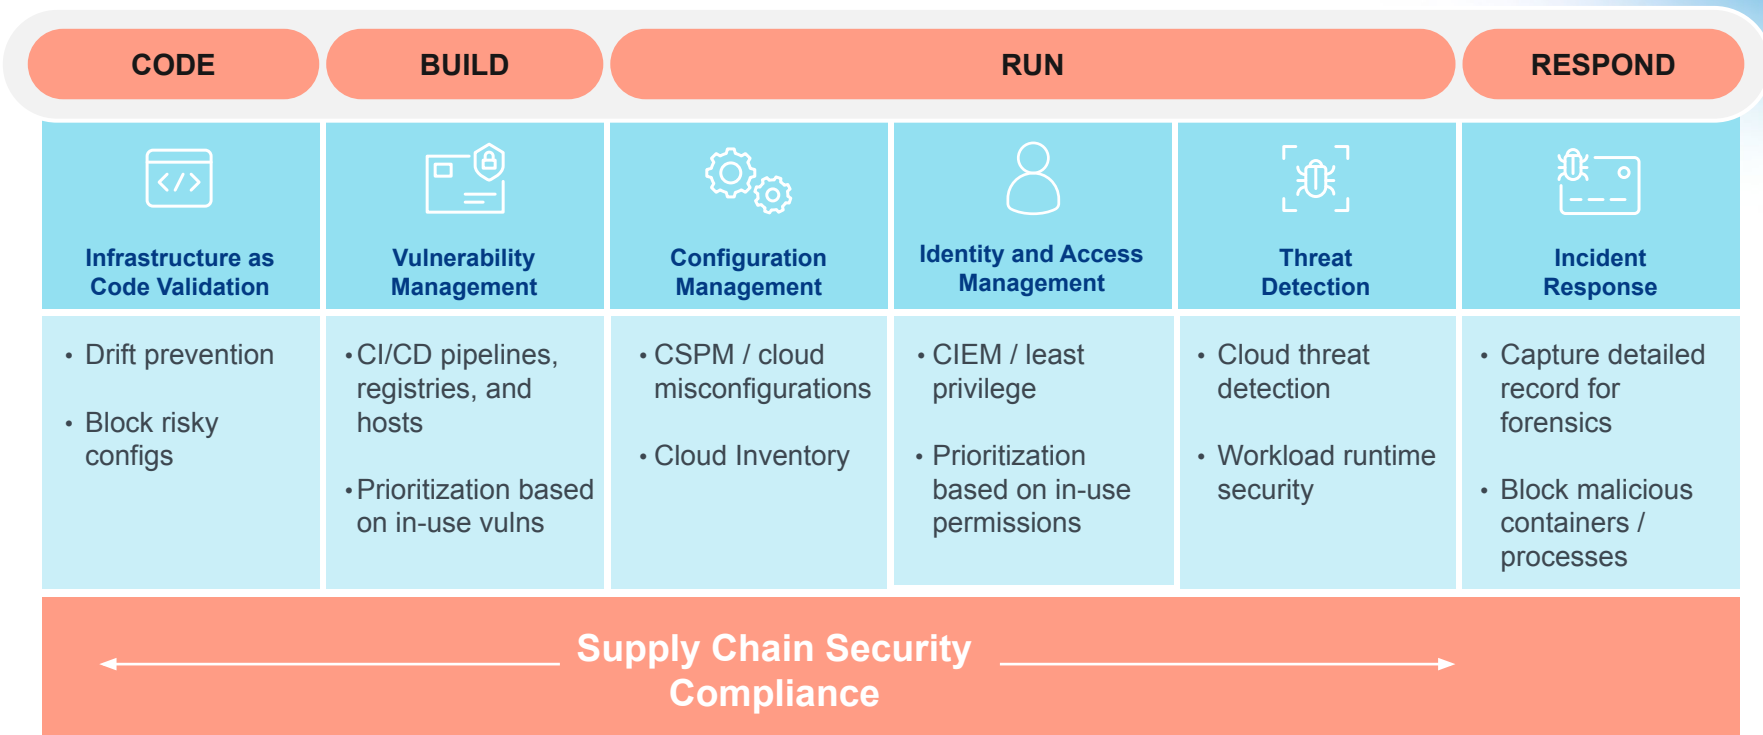 CODE
BUILD
RUN
RESPOND
</>
Infrastructure as
Code Validation
Vulnerability
Management
Configuration
Management
Identity and Access
Management
Threat
Detection
Incident
Response
• Drift prevention
• Block risky
configs
• CI/CD pipelines,
registries, and
hosts
• Prioritization based
on in-use vulns
• CSPM / cloud
misconfigurations
• Cloud Inventory
• CIEM / least
privilege
• Prioritization
based on in-use
permissions
• Cloud threat
detection
• Workload runtime
security
• Capture detailed
record for
forensics
• Block malicious
containers /
processes
Supply Chain Security
Compliance